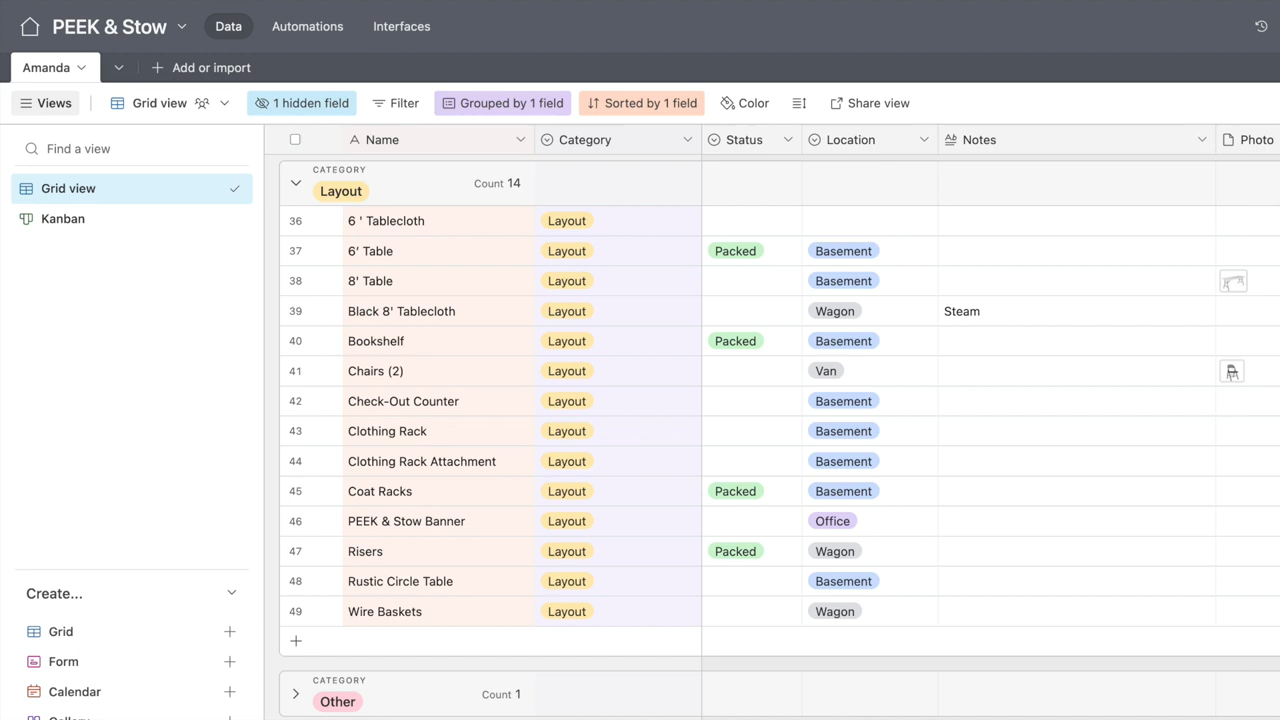 PEEK & Stow Data Automations Interfaces
Amanda Add or import
Views Grid view 1 hidden field Filter Grouped by 1 field Sorted by 1 field Color Share view
Find a view
Grid view
Kanban
Create...
Grid
Form
Calendar
Gallery
Name Category Status Location Notes Photo
CATEGORY
Layout Count 14
36 6 ' Tablecloth Layout
37 6’ Table Layout Packed Basement
38 8' Table Layout Basement
39 Black 8' Tablecloth Layout Wagon Steam
40 Bookshelf Layout Packed Basement
41 Chairs (2) Layout Van
42 Check-Out Counter Layout Basement
43 Clothing Rack Layout Basement
44 Clothing Rack Attachment Layout Basement
45 Coat Racks Layout Packed Basement
46 PEEK & Stow Banner Layout Office
47 Risers Layout Packed Wagon
48 Rustic Circle Table Layout Basement
49 Wire Baskets Layout Wagon
CATEGORY
Other Count 1